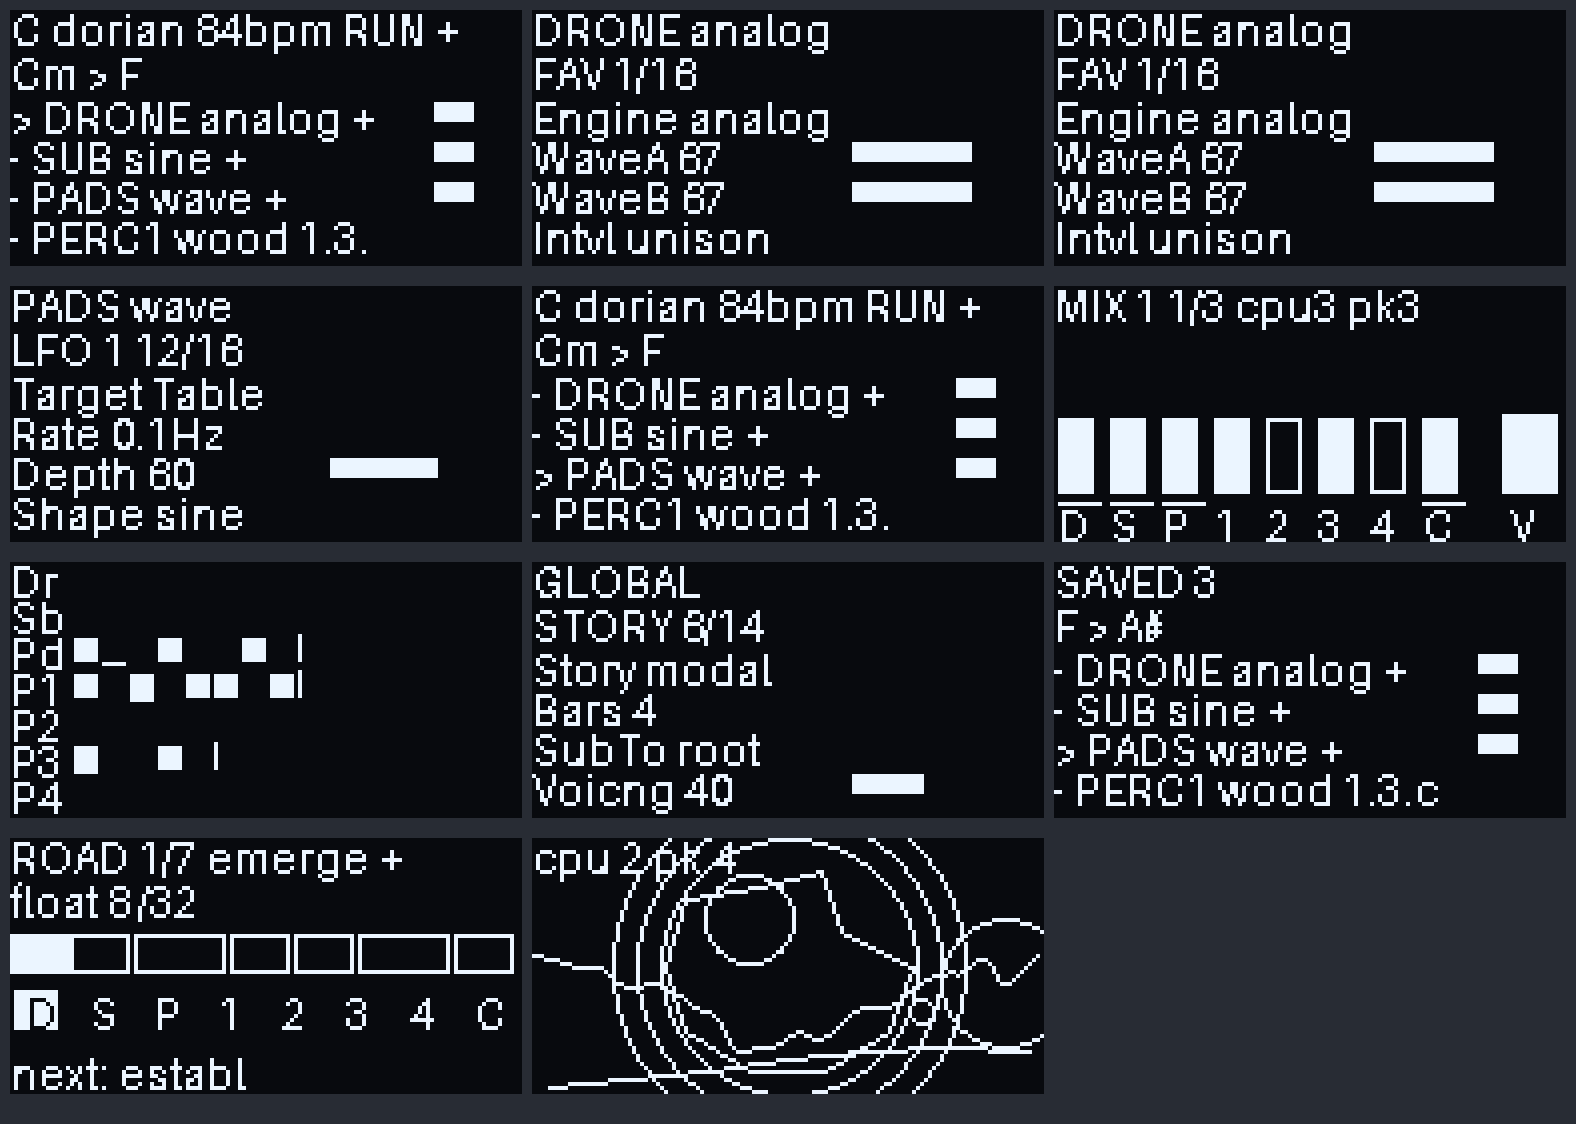 C dorian 84bpm RUN +
Cm > F
> DRONE analog +
- SUB sine +
- PADS wave +
- PERC1 wood 1.3.
DRONE analog
FAV 1/16
Engine analog
WaveA 67
WaveB 67
Intvl unison
DRONE analog
FAV 1/16
Engine analog
WaveA 67
WaveB 67
Intvl unison
PADS wave
LFO 1 12/16
Target Table
Rate 0.1Hz
Depth 60
Shape sine
C dorian 84bpm RUN +
Cm > F
- DRONE analog +
- SUB sine +
> PADS wave +
- PERC1 wood 1.3.
MIX 1 1/3 cpu3 pk3
D S P 1 2 3 4 C V
Dr
Sb
Pd
P1
P2
P3
P4
GLOBAL
STORY 6/14
Story modal
Bars 4
SubTo root
Voicng 40
SAVED 3
F > A#
- DRONE analog +
- SUB sine +
> PADS wave +
- PERC1 wood 1.3.c
ROAD 1/7 emerge +
float 8/32
D S P 1 2 3 4 C
next: establ
cpu 2 pk 4